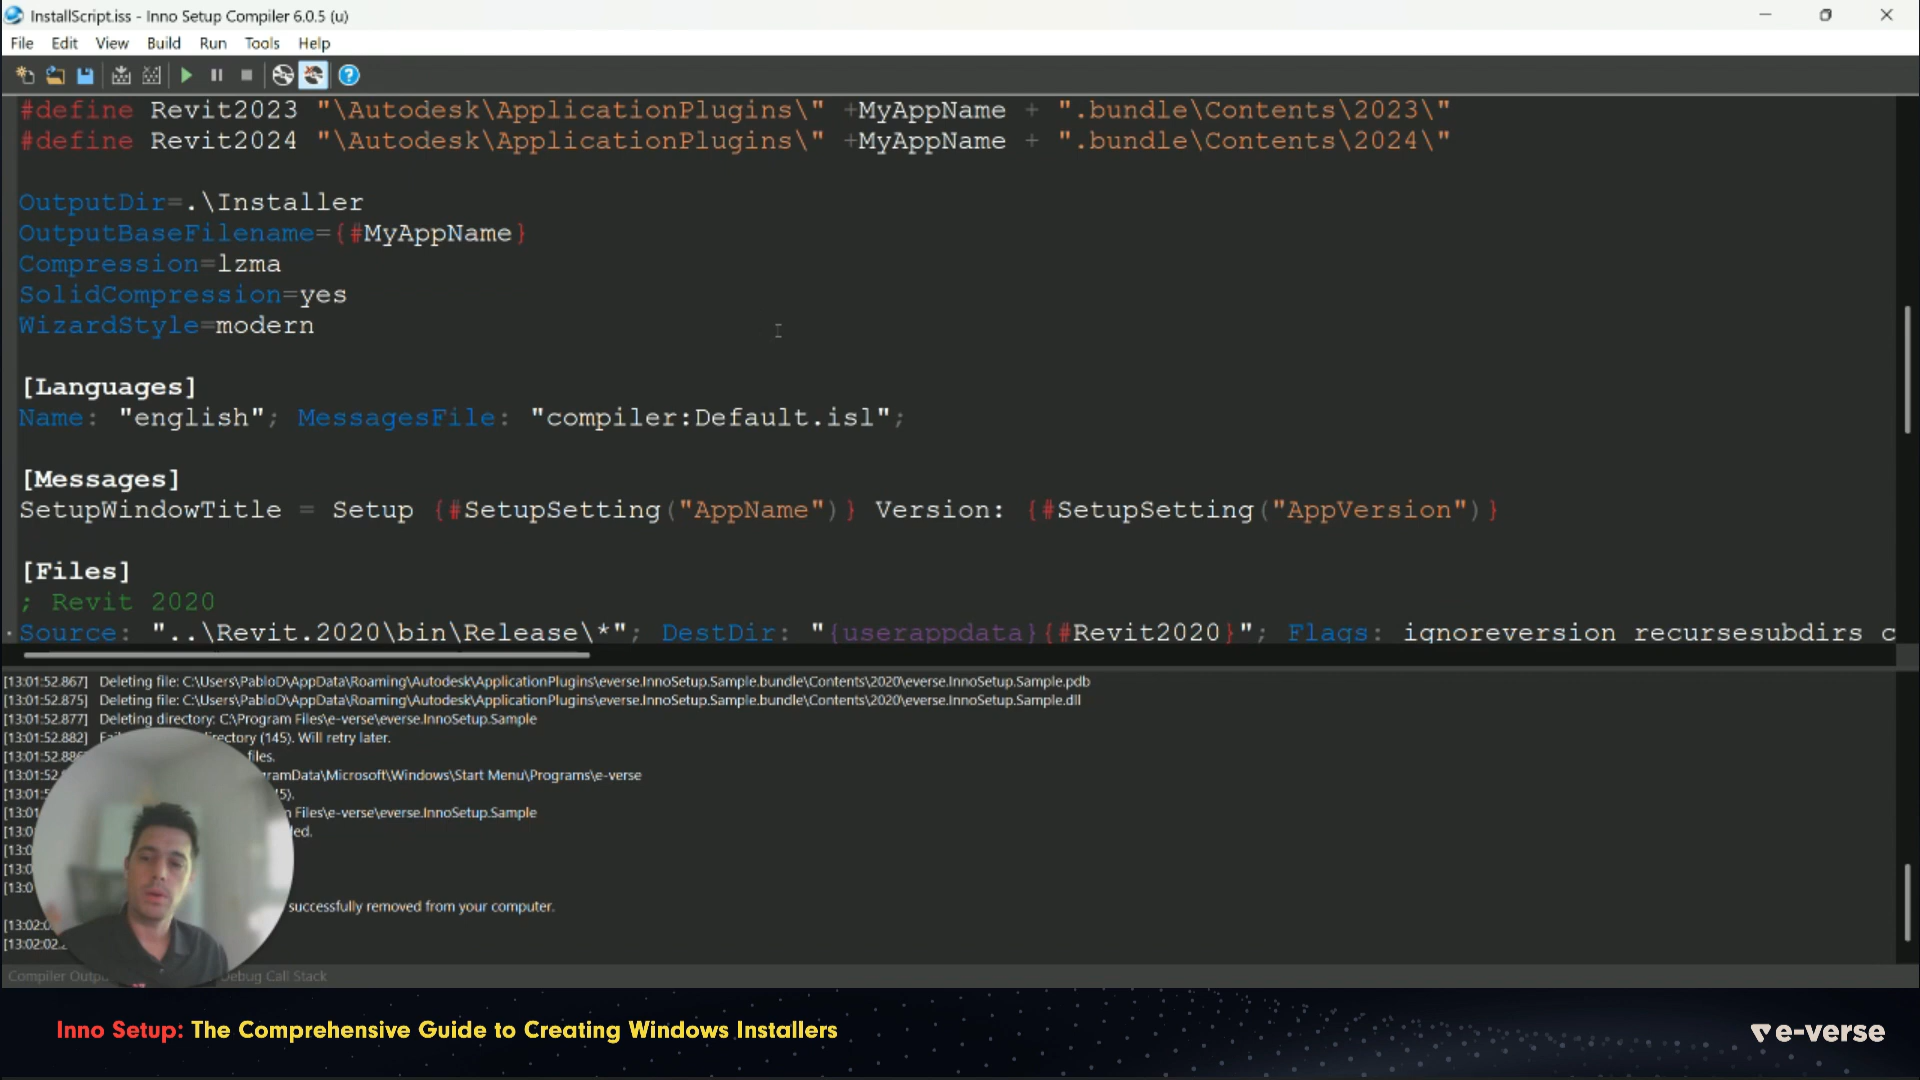 InstallScript.iss - Inno Setup Compiler 6.0.5 (u)
File Edit View Build Run Tools Help
#define Revit2023 "\Autodesk\ApplicationPlugins\" +MyAppName + ".bundle\Contents\2023\"
#define Revit2024 "\Autodesk\ApplicationPlugins\" +MyAppName + ".bundle\Contents\2024\"
OutputDir=.\Installer
OutputBaseFilename={#MyAppName}
Compression=lzma
SolidCompression=yes
WizardStyle=modern
[Languages]
Name: "english"; MessagesFile: "compiler:Default.isl";
[Messages]
SetupWindowTitle = Setup {#SetupSetting("AppName")} Version: {#SetupSetting("AppVersion")}
[Files]
; Revit 2020
Source: "..\Revit.2020\bin\Release\*"; DestDir: "{userappdata}{#Revit2020}"; Flags: ignoreversion recursesubdirs c
[13:01:52.867] Deleting file: C:\Users\PabloD\AppData\Roaming\Autodesk\ApplicationPlugins\everse.InnoSetup.Sample.bundle\Contents\2020\everse.InnoSetup.Sample.pdb
[13:01:52.875] Deleting file: C:\Users\PabloD\AppData\Roaming\Autodesk\ApplicationPlugins\everse.InnoSetup.Sample.bundle\Contents\2020\everse.InnoSetup.Sample.dll
[13:01:52.877] Deleting directory: C:\Program Files\e-verse\everse.InnoSetup.Sample
[13:01:52.882] (145). Will retry later.
files.
\Microsoft\Windows\Start Menu\Programs\e-verse
Files\e-verse\everse.InnoSetup.Sample
successfully removed from your computer.
Compiler Debug Call Stack
Inno Setup: The Comprehensive Guide to Creating Windows Installers
e-verse